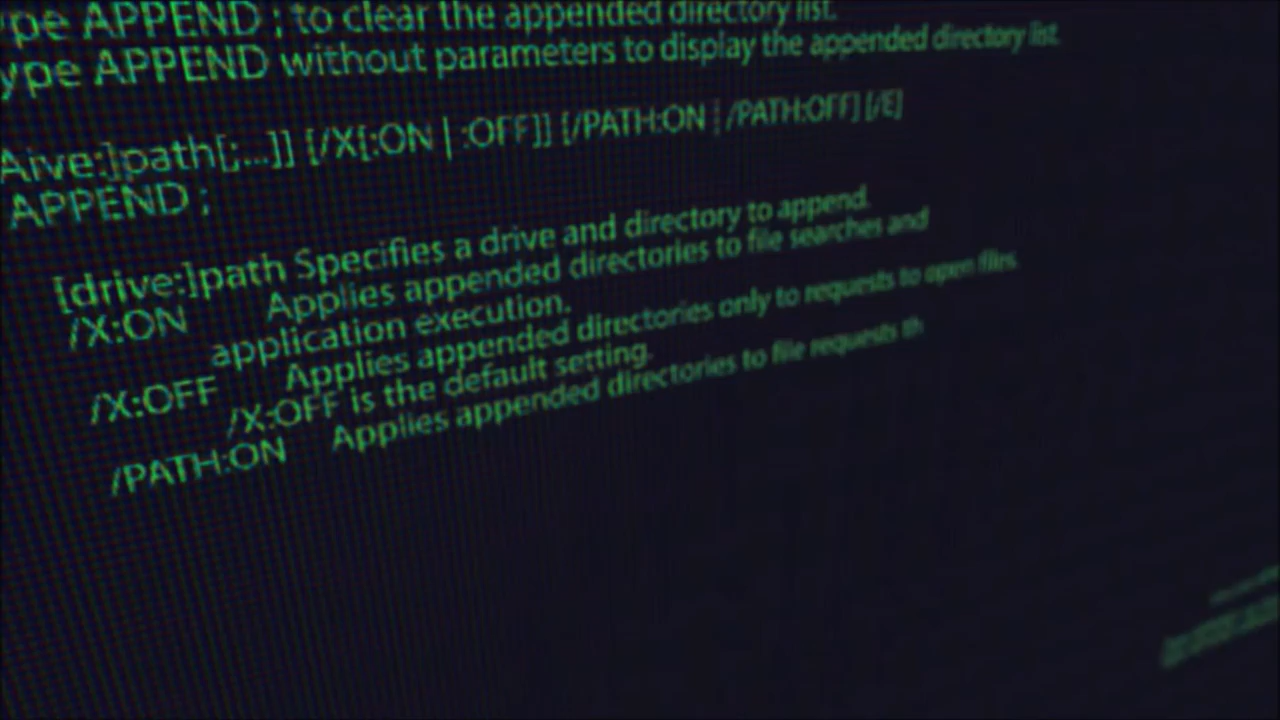 ype APPEND ; to clear the appended directory list.
ype APPEND without parameters to display the appended directory list.
Aive:]path[;...]] [/X[:ON | :OFF]] [/PATH:ON | /PATH:OFF] [/E]
APPEND ;
[drive:]path Specifies a drive and directory to append.
/X:ON Applies appended directories to file searches and
application execution.
/X:OFF Applies appended directories only to requests to open files.
/X:OFF is the default setting.
/PATH:ON Applies appended directories to file requests th